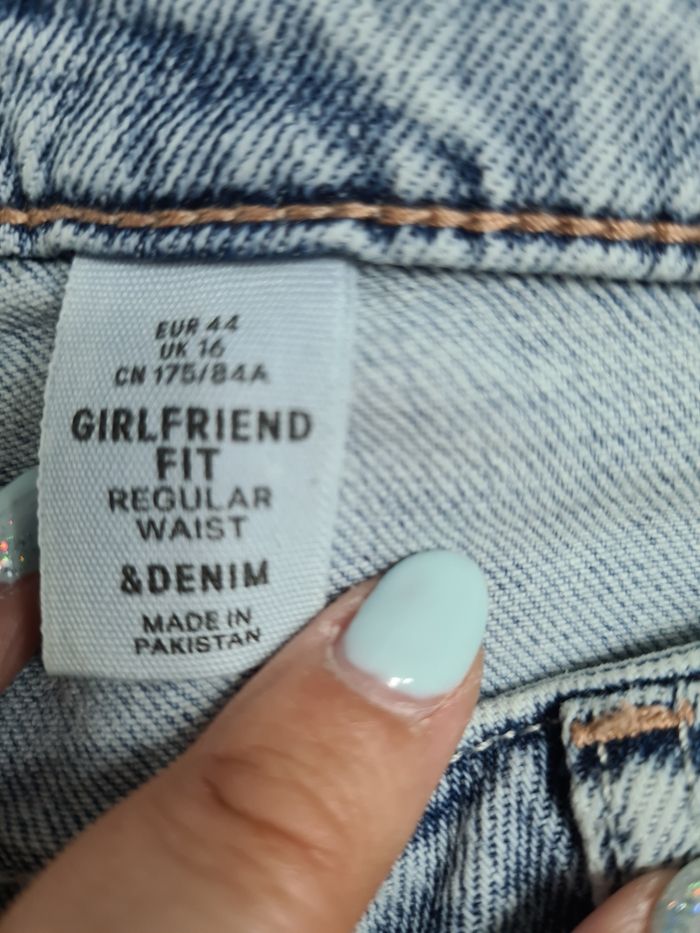 EUR 44
UK 16
CN 175/84A
GIRLFRIEND
FIT
REGULAR
WAIST
&DENIM
MADE IN
PAKISTAN